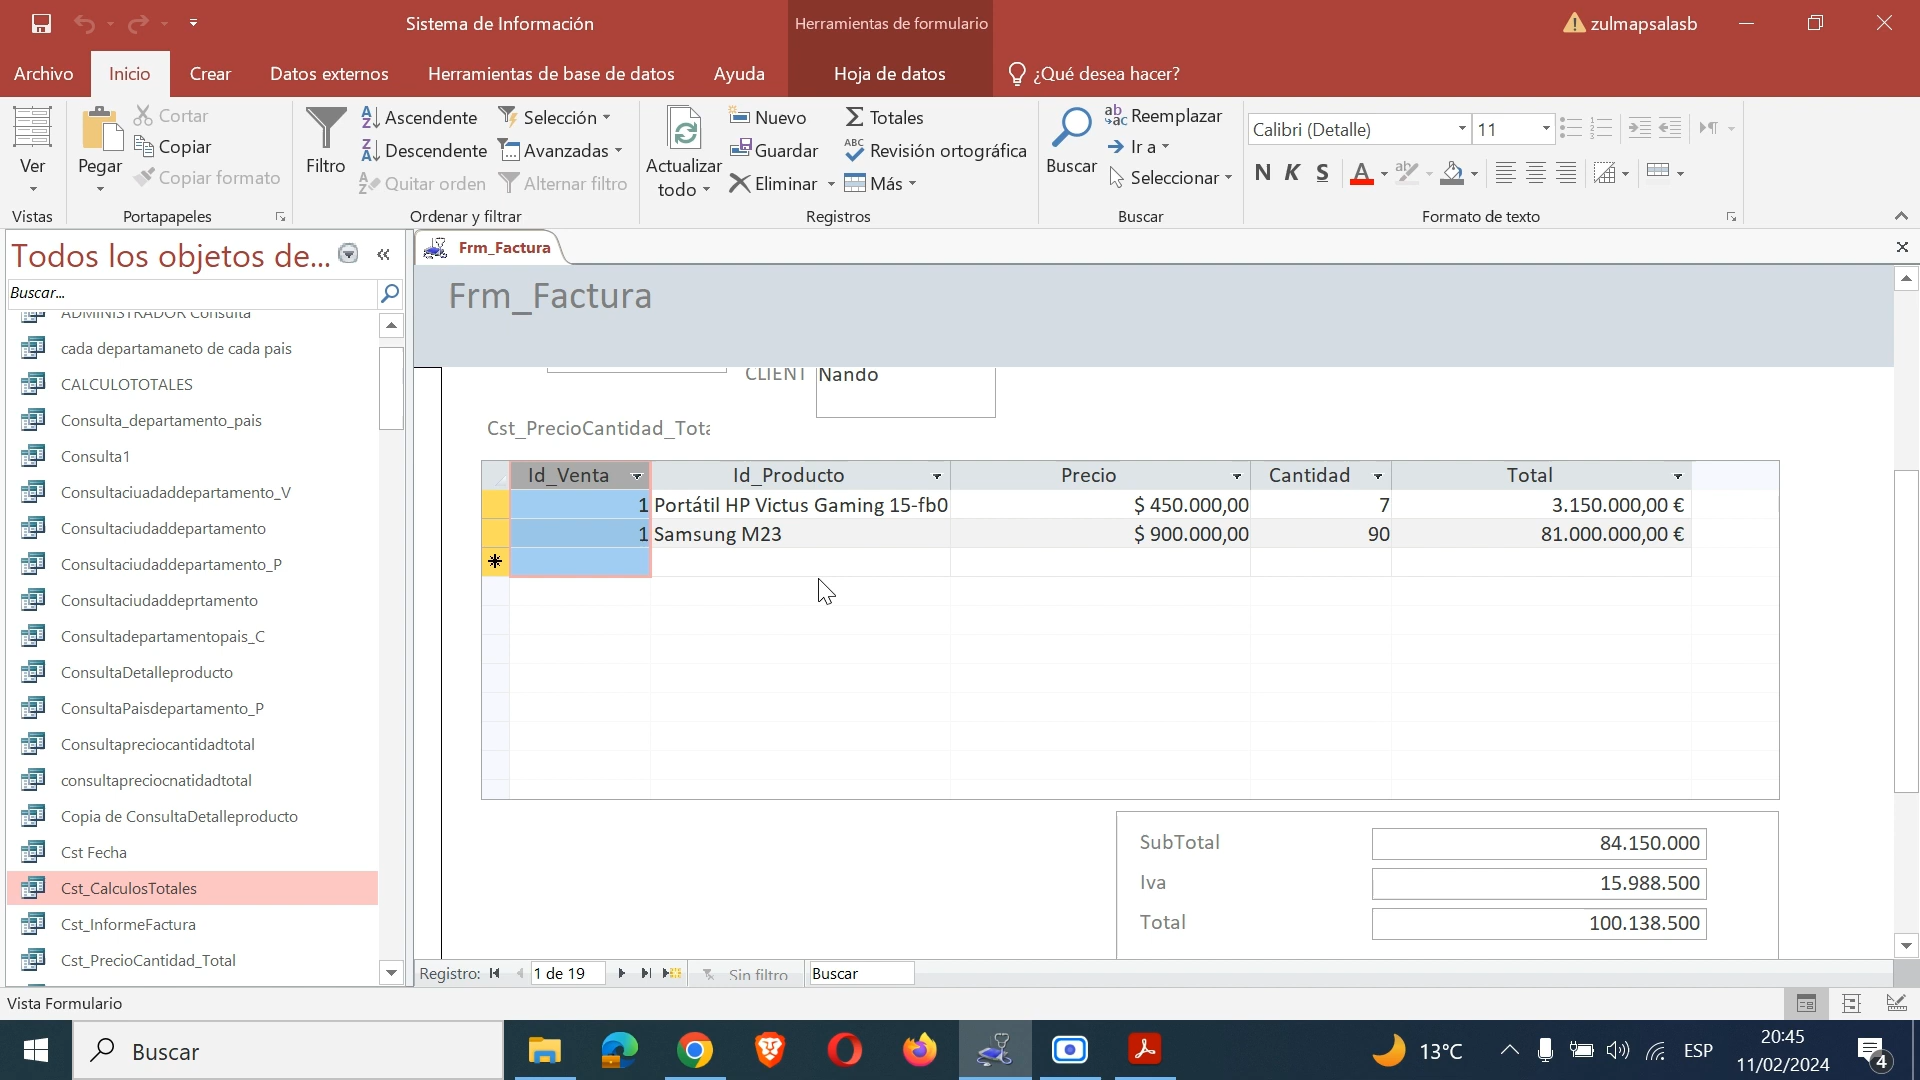 Sistema de Información
Herramientas de formulario
zulmapsalasb
Archivo Inicio Crear Datos externos Herramientas de base de datos Ayuda Hoja de datos ¿Qué desea hacer?
Ver
Vistas
Pegar
Cortar
Copiar
Copiar formato
Portapapeles
Filtro
Ascendente
Descendente
Quitar orden
Selección
Avanzadas
Alternar filtro
Ordenar y filtrar
Actualizar
todo
Nuevo
Guardar
Eliminar
Totales
Revisión ortográfica
Más
Registros
Buscar
Reemplazar
Ir a
Seleccionar
Buscar
Calibri (Detalle) 11
N K S
Formato de texto
Todos los objetos de...
Buscar...
ADMINISTRADOR Consulta
cada departamaneto de cada pais
CALCULOTOTALES
Consulta_departamento_pais
Consulta1
Consultaciuadaddepartamento_V
Consultaciudaddepartamento
Consultaciudaddepartamento_P
Consultaciudaddeprtamento
Consultadepartamentopais_C
ConsultaDetalleproducto
ConsultaPaisdepartamento_P
Consultapreciocantidadtotal
consultapreciocnatidadtotal
Copia de ConsultaDetalleproducto
Cst Fecha
Cst_CalculosTotales
Cst_InformeFactura
Cst_PrecioCantidad_Total
Frm_Factura
Frm_Factura
CLIENT Nando
Cst_PrecioCantidad_Tota
Id_Venta Id_Producto Precio Cantidad Total
1 Portátil HP Victus Gaming 15-fb0 $ 450.000,00 7 3.150.000,00 €
1 Samsung M23 $ 900.000,00 90 81.000.000,00 €
SubTotal 84.150.000
Iva 15.988.500
Total 100.138.500
Registro: 1 de 19 Sin filtro Buscar
Vista Formulario
Buscar
13°C
ESP
20:45
11/02/2024
4